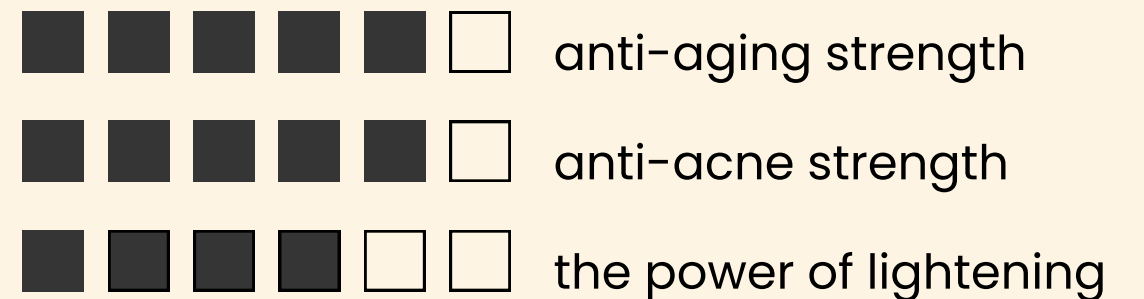 anti-aging strength
anti-acne strength
the power of lightening